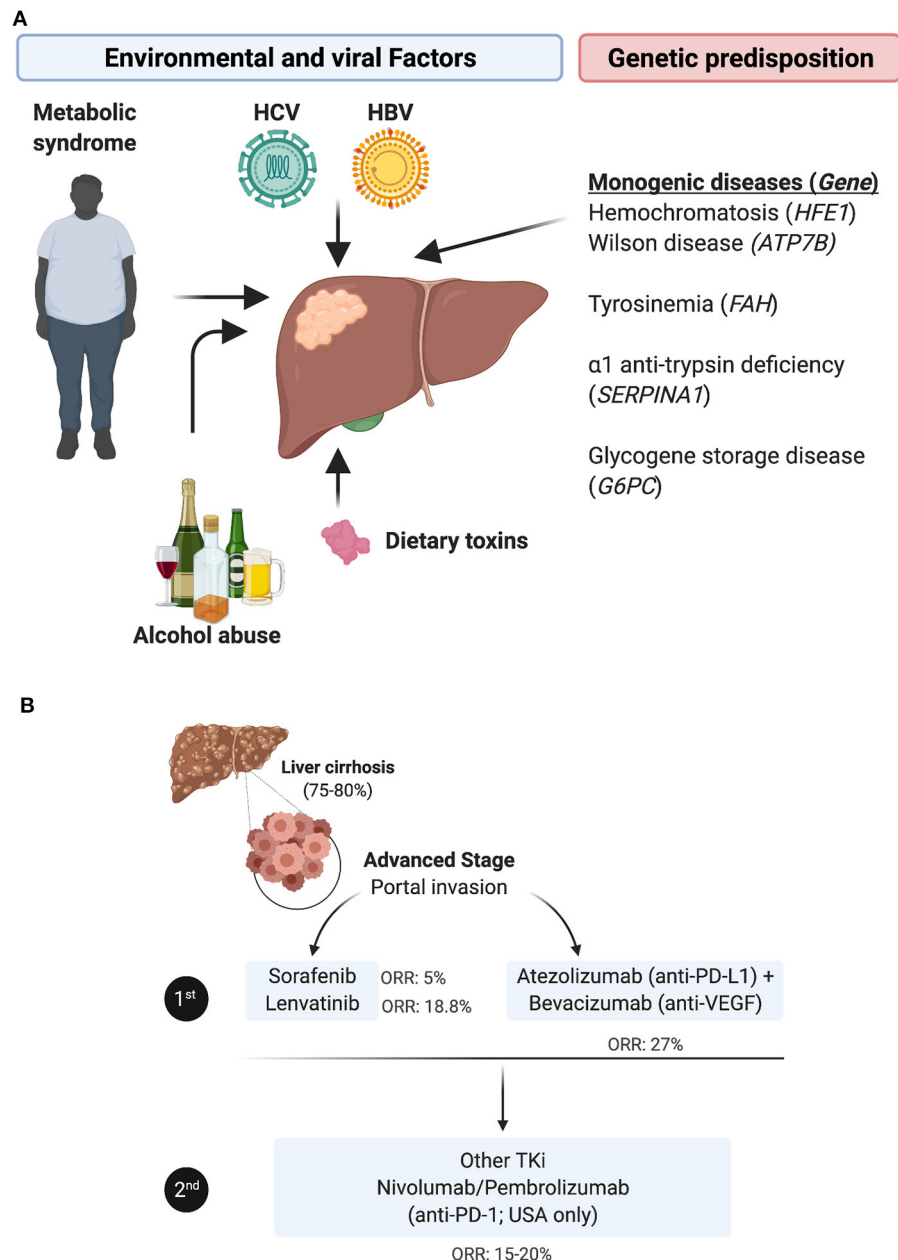 A
Environmental and viral Factors
Genetic predisposition
Metabolic
syndrome
HCV
HBV
Monogenic diseases (Gene)
Hemochromatosis (HFE1)
Wilson disease (ATP7B)
Tyrosinemia (FAH)
α1 anti-trypsin deficiency
(SERPINA1)
Glycogene storage disease
(G6PC)
Dietary toxins
Alcohol abuse
B
Liver cirrhosis
(75-80%)
Advanced Stage
Portal invasion
1st
Sorafenib ORR: 5%
Lenvatinib ORR: 18.8%
Atezolizumab (anti-PD-L1) +
Bevacizumab (anti-VEGF)
ORR: 27%
2nd
Other TKi
Nivolumab/Pembrolizumab
(anti-PD-1; USA only)
ORR: 15-20%